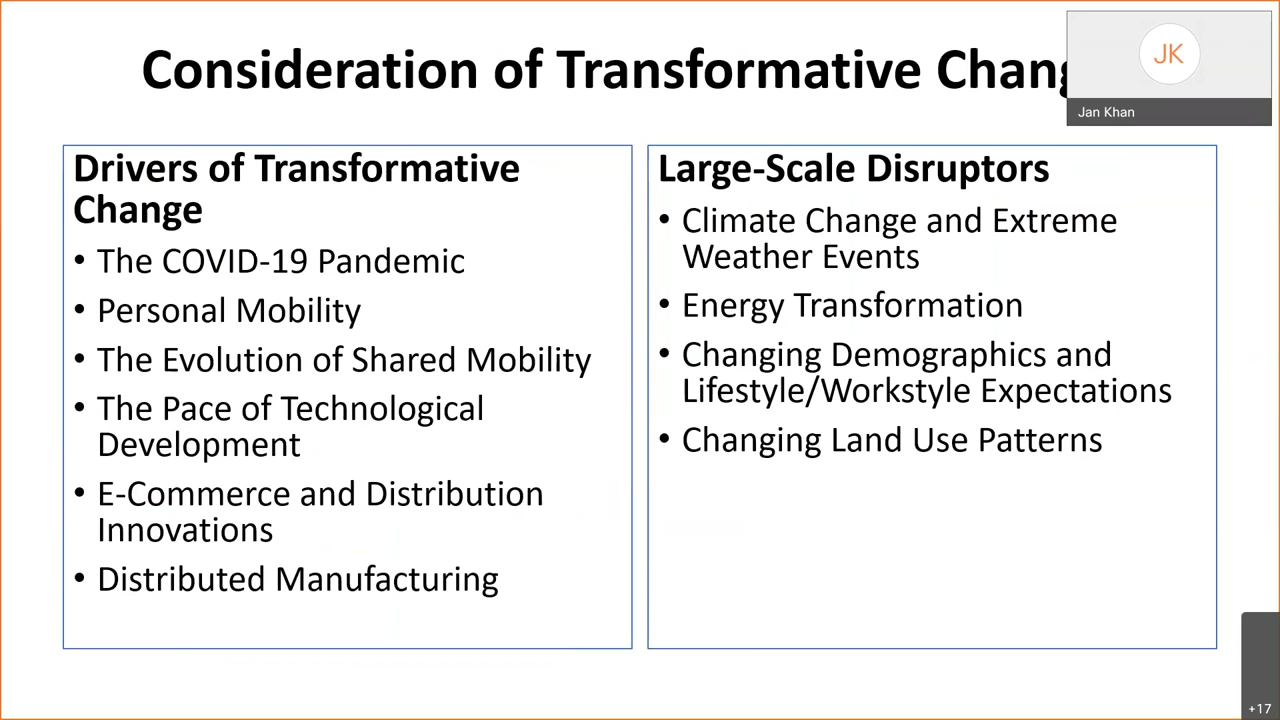 Consideration of Transformative Chang
JK
Jan Khan
Drivers of Transformative
Change
• The COVID-19 Pandemic
• Personal Mobility
• The Evolution of Shared Mobility
• The Pace of Technological
Development
• E-Commerce and Distribution
Innovations
• Distributed Manufacturing
Large-Scale Disruptors
• Climate Change and Extreme
Weather Events
• Energy Transformation
• Changing Demographics and
Lifestyle/Workstyle Expectations
• Changing Land Use Patterns
+17